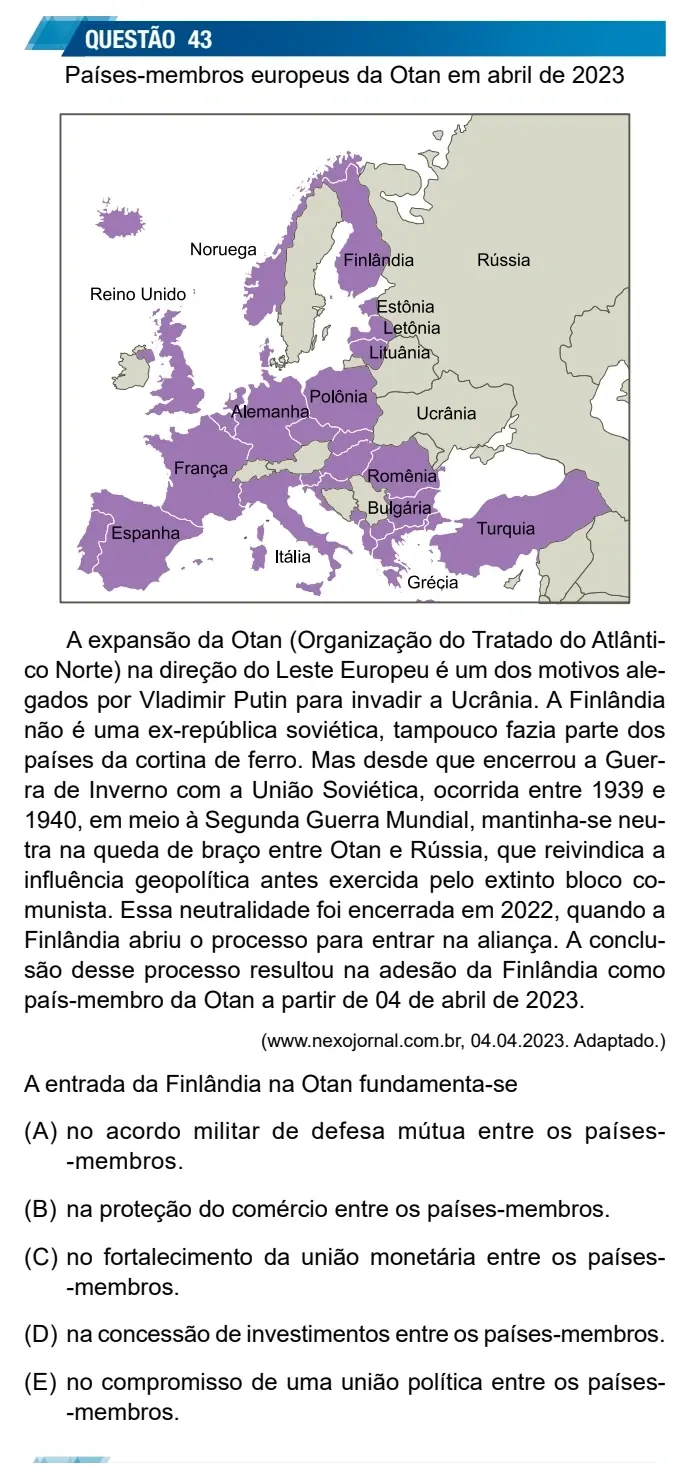 QUESTÃO 43
Países-membros europeus da Otan em abril de 2023
Noruega
Finlândia
Rússia
Reino Unido
Estônia
Letônia
Lituânia
Polônia
Alemanha
Ucrânia
França
Romênia
Bulgária
Espanha
Turquia
Itália
Grécia
A expansão da Otan (Organização do Tratado do Atlânti-
co Norte) na direção do Leste Europeu é um dos motivos ale-
gados por Vladimir Putin para invadir a Ucrânia. A Finlândia
não é uma ex-república soviética, tampouco fazia parte dos
países da cortina de ferro. Mas desde que encerrou a Guer-
ra de Inverno com a União Soviética, ocorrida entre 1939 e
1940, em meio à Segunda Guerra Mundial, mantinha-se neu-
tra na queda de braço entre Otan e Rússia, que reivindica a
influência geopolítica antes exercida pelo extinto bloco co-
munista. Essa neutralidade foi encerrada em 2022, quando a
Finlândia abriu o processo para entrar na aliança. A conclu-
são desse processo resultou na adesão da Finlândia como
país-membro da Otan a partir de 04 de abril de 2023.
(www.nexojornal.com.br, 04.04.2023. Adaptado.)
A entrada da Finlândia na Otan fundamenta-se
(A) no acordo militar de defesa mútua entre os países-
-membros.
(B) na proteção do comércio entre os países-membros.
(C) no fortalecimento da união monetária entre os países-
-membros.
(D) na concessão de investimentos entre os países-membros.
(E) no compromisso de uma união política entre os países-
-membros.